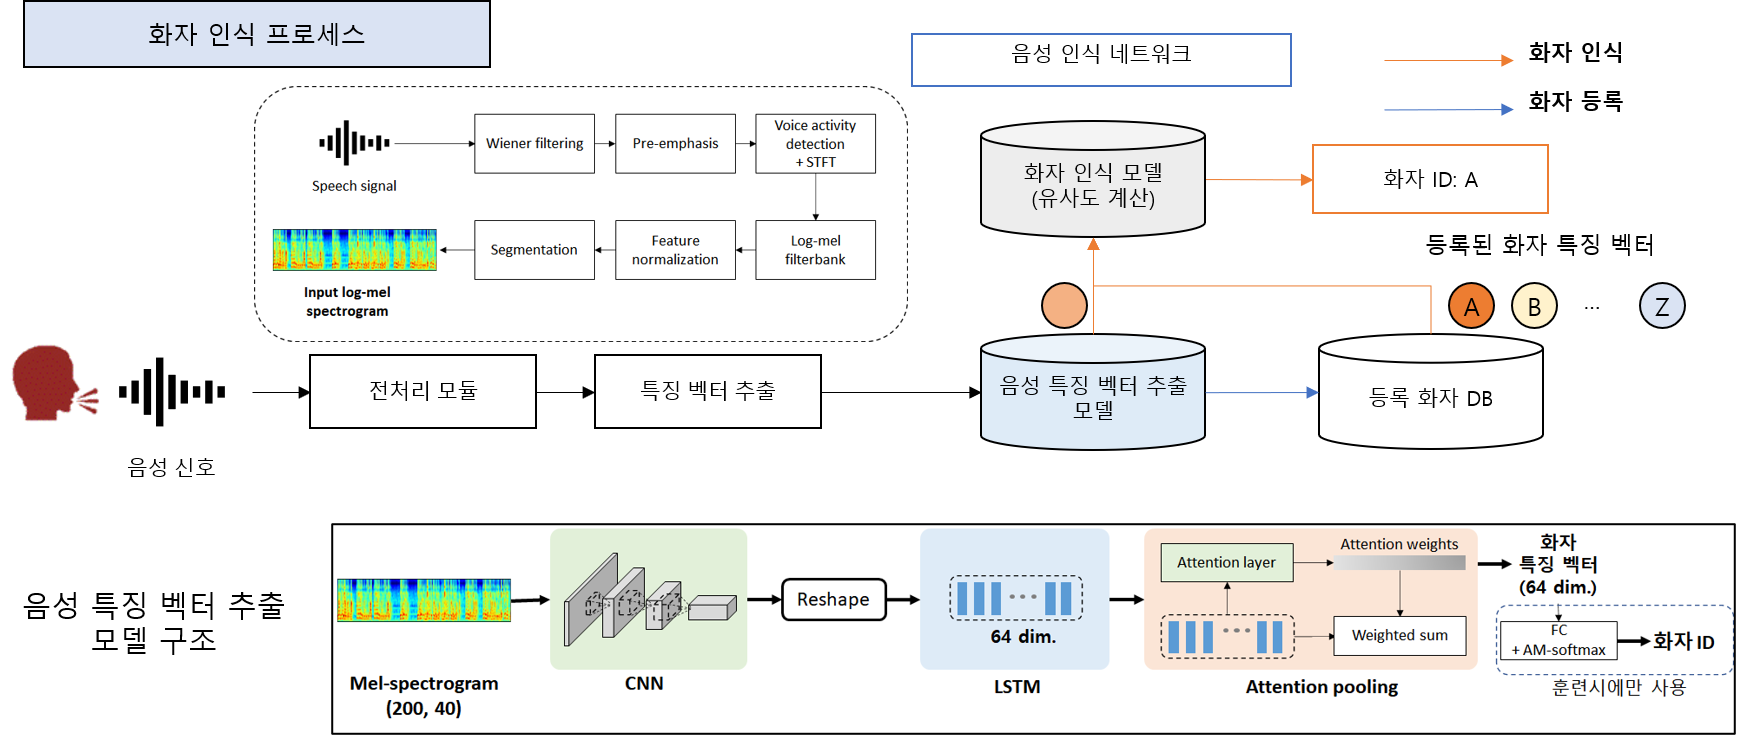 화자 인식 프로세스
음성 인식 네트워크
화자 인식
화자 등록
Speech signal
Wiener filtering
Pre-emphasis
Voice activity
detection
+ STFT
Log-mel
filterbank
Feature
normalization
Segmentation
Input log-mel
spectrogram
화자 인식 모델
(유사도 계산)
화자 ID: A
등록된 화자 특징 벡터
A
B
...
Z
음성 신호
전처리 모듈
특징 벡터 추출
음성 특징 벡터 추출
모델
등록 화자 DB
음성 특징 벡터 추출
모델 구조
Mel-spectrogram
(200, 40)
CNN
Reshape
64 dim.
LSTM
Attention layer
Attention weights
Weighted sum
Attention pooling
화자
특징 벡터
(64 dim.)
FC
+ AM-softmax
화자 ID
훈련시에만 사용